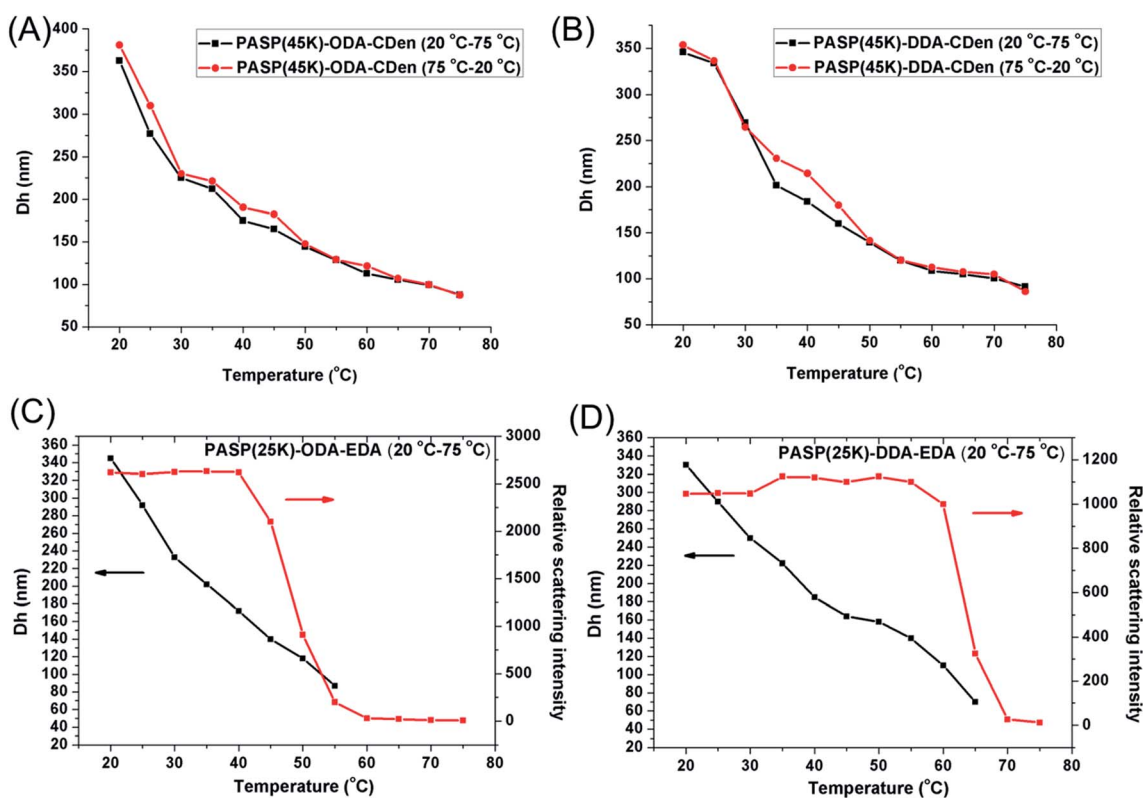 (A)
PASP(45K)-ODA-CDen (20 °C-75 °C)
PASP(45K)-ODA-CDen (75 °C-20 °C)
400
350
300
250
200
150
100
50
Dh (nm)
20 30 40 50 60 70 80
Temperature (°C)
(B)
PASP(45K)-DDA-CDen (20 °C-75 °C)
PASP(45K)-DDA-CDen (75 °C-20 °C)
350
300
250
200
150
100
50
Dh (nm)
20 30 40 50 60 70 80
Temperature (°C)
(C)
PASP(25K)-ODA-EDA (20 °C-75 °C)
360
340
320
300
280
260
240
220
200
180
160
140
120
100
80
60
40
20
Dh (nm)
3000
2500
2000
1500
1000
500
0
Relative scattering intensity
20 30 40 50 60 70 80
Temperature (°C)
(D)
PASP(25K)-DDA-EDA (20 °C-75 °C)
360
340
320
300
280
260
240
220
200
180
160
140
120
100
80
60
40
20
Dh (nm)
1200
1000
800
600
400
200
0
Relative scattering intensity
20 30 40 50 60 70 80
Temperature (°C)